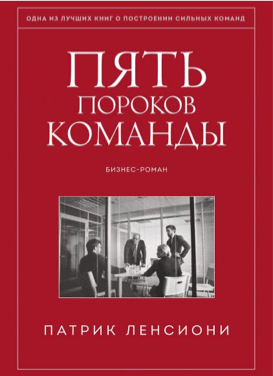 ОДНА ИЗ ЛУЧШИХ КНИГ О ПОСТРОЕНИИ СИЛЬНЫХ КОМАНД
ПЯТЬ
ПОРОКОВ
КОМАНДЫ
БИЗНЕС-РОМАН
ПАТРИК ЛЕНСИОНИ